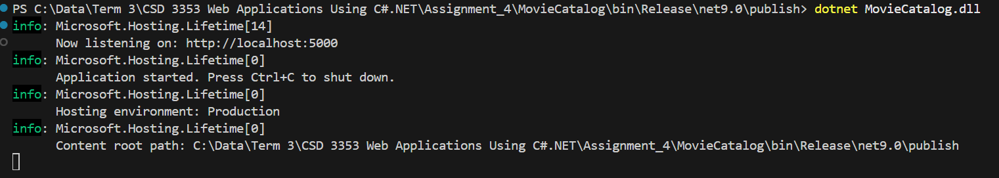 PS C:\Data\Term 3\CSD 3353 Web Applications Using C#.NET\Assignment_4\MovieCatalog\bin\Release\net9.0\publish> dotnet MovieCatalog.dll
info: Microsoft.Hosting.Lifetime[14]
      Now listening on: http://localhost:5000
info: Microsoft.Hosting.Lifetime[0]
      Application started. Press Ctrl+C to shut down.
info: Microsoft.Hosting.Lifetime[0]
      Hosting environment: Production
info: Microsoft.Hosting.Lifetime[0]
      Content root path: C:\Data\Term 3\CSD 3353 Web Applications Using C#.NET\Assignment_4\MovieCatalog\bin\Release\net9.0\publish